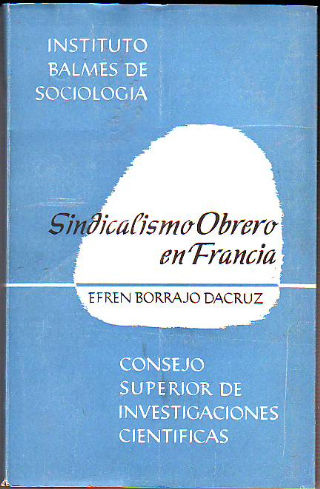 INSTITUTO
BALMES DE
SOCIOLOGIA
Sindicalismo Obrero
en Francia
EFREN BORRAJO DACRUZ
CONSEJO
SUPERIOR DE
INVESTIGACIONES
CIENTIFICAS